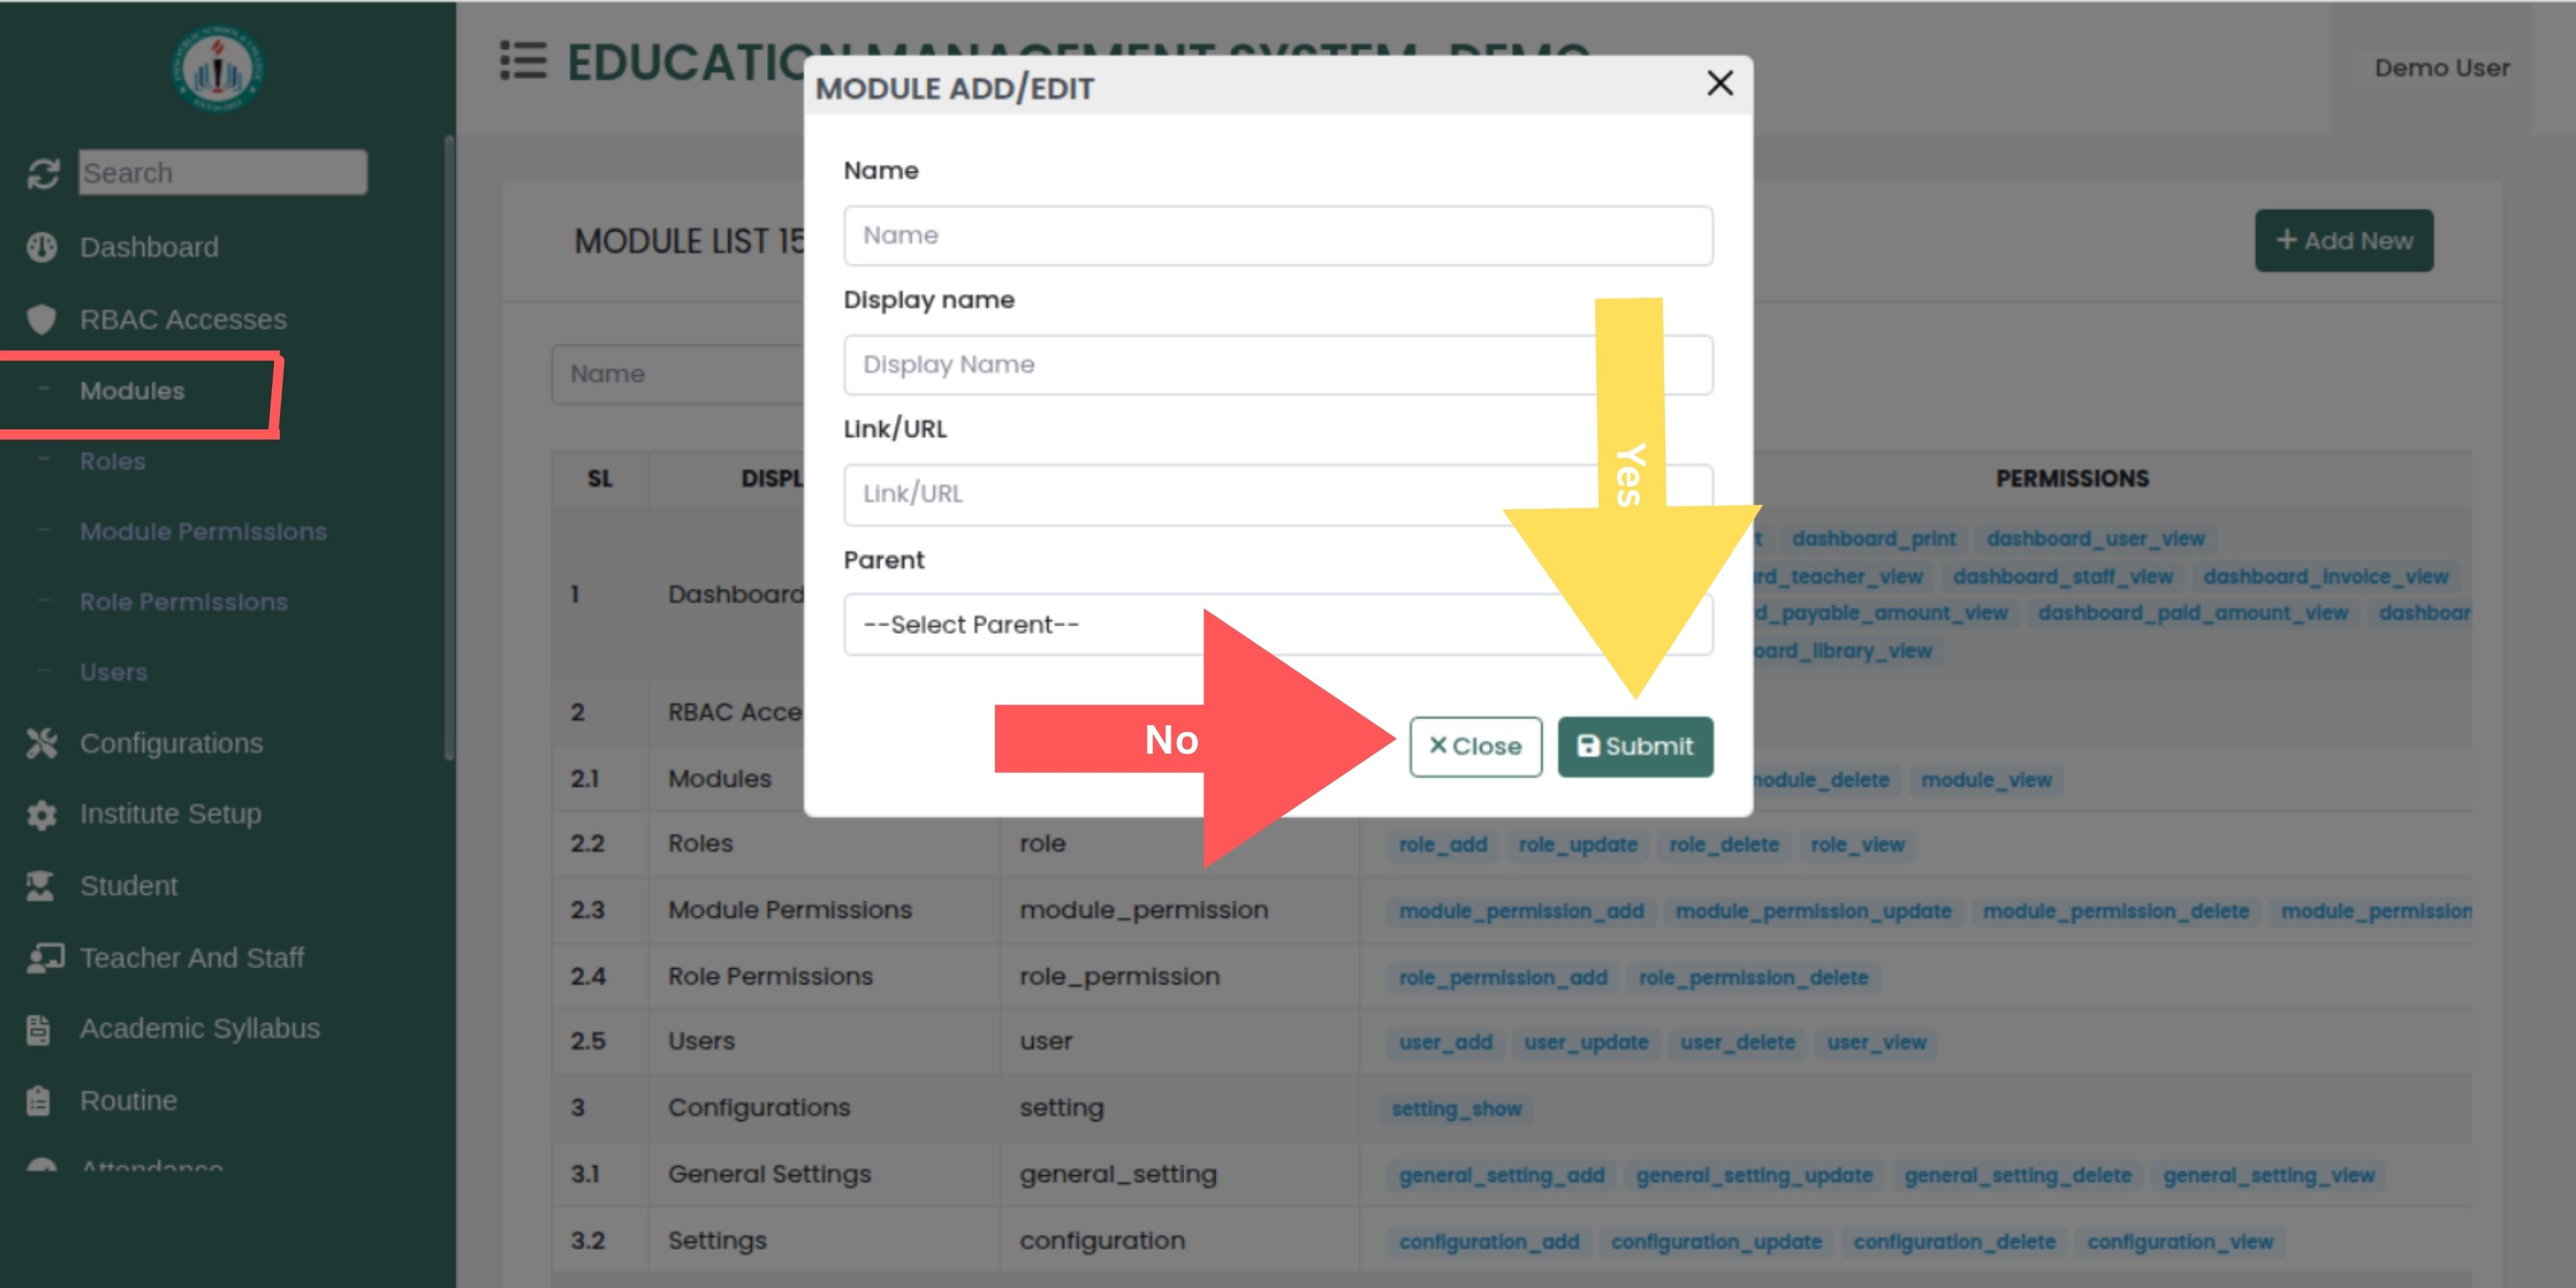 EDUCATION MANAGEMENT SYSTEM-DEMO
Demo User
MODULE ADD/EDIT
Search
Dashboard
RBAC Accesses
Modules
Roles
Module Permissions
Role Permissions
Users
Configurations
Institute Setup
Student
Teacher And Staff
Academic Syllabus
Routine
Attendance
MODULE LIST 15
+ Add New
Name
Name
Name
Display name
Display Name
Link/URL
Link/URL
Parent
--Select Parent--
Yes
No
Close
Submit
SL DISPL PERMISSIONS
1 Dashboard dashboard_print dashboard_user_view
rd_teacher_view dashboard_staff_view dashboard_invoice_view
d_payable_amount_view dashboard_paid_amount_view dashboar
oard_library_view
2 RBAC Acce
2.1 Modules module_delete module_view
2.2 Roles role role_add role_update role_delete role_view
2.3 Module Permissions module_permission module_permission_add module_permission_update module_permission_delete module_permission
2.4 Role Permissions role_permission role_permission_add role_permission_delete
2.5 Users user user_add user_update user_delete user_view
3 Configurations setting setting_show
3.1 General Settings general_setting general_setting_add general_setting_update general_setting_delete general_setting_view
3.2 Settings configuration configuration_add configuration_update configuration_delete configuration_view